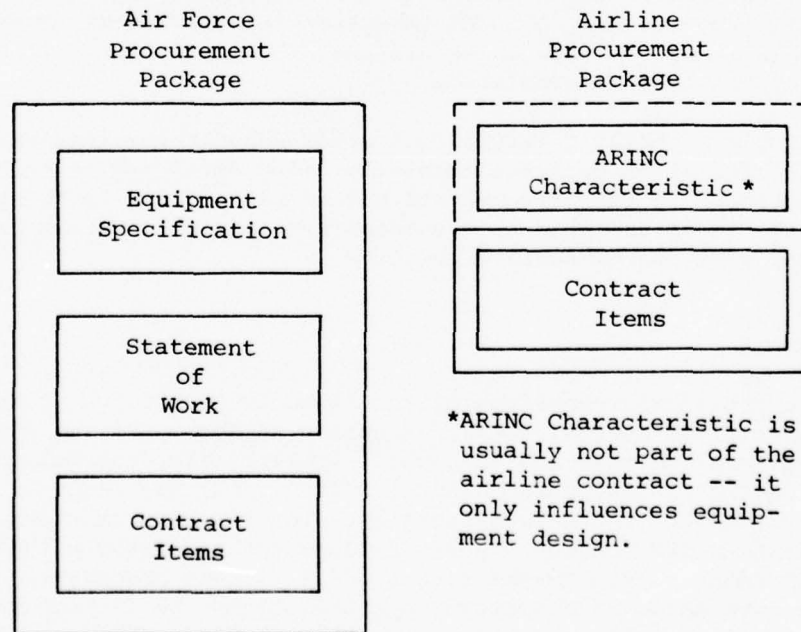 Air Force
Procurement
Package
Equipment
Specification
Statement
of
Work
Contract
Items
Airline
Procurement
Package
ARINC
Characteristic *
Contract
Items
*ARINC Characteristic is
usually not part of the
airline contract -- it
only influences equip-
ment design.